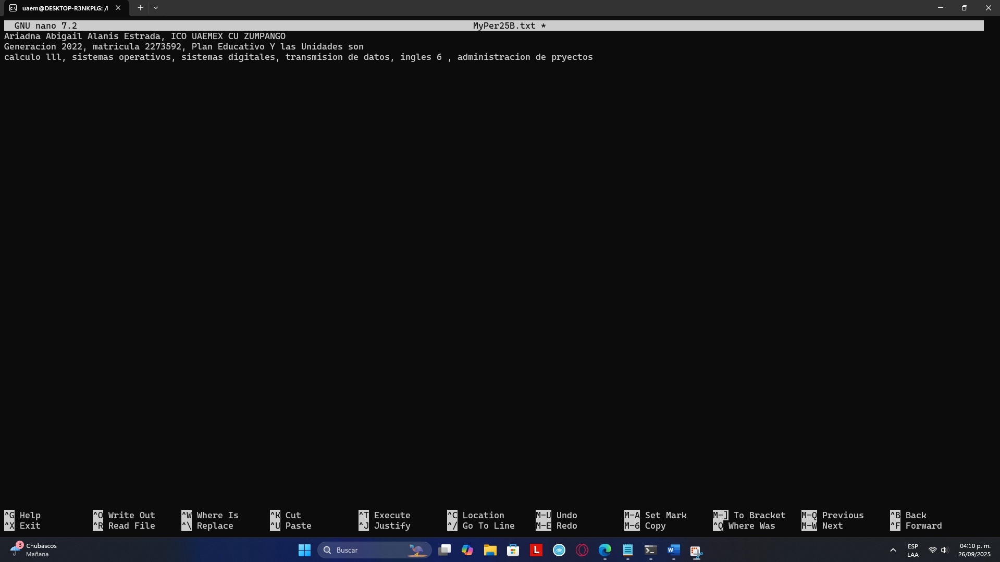 uaem@DESKTOP-R3NKPLG: /
GNU nano 7.2 MyPer25B.txt *
Ariadna Abigail Alanis Estrada, ICO UAEMEX CU ZUMPANGO
Generacion 2022, matricula 2273592, Plan Educativo Y las Unidades son
calculo lll, sistemas operativos, sistemas digitales, transmision de datos, ingles 6 , administracion de pryectos
^G Help ^O Write Out ^W Where Is ^K Cut ^T Execute ^C Location M-U Undo M-A Set Mark M-] To Bracket M-Q Previous ^B Back
^X Exit ^R Read File ^\ Replace ^U Paste ^J Justify ^/ Go To Line M-E Redo M-6 Copy ^Q Where Was M-W Next ^F Forward
3 Chubascos
Mañana
Buscar
L
W
ESP
LAA
04:10 p. m.
26/09/2025